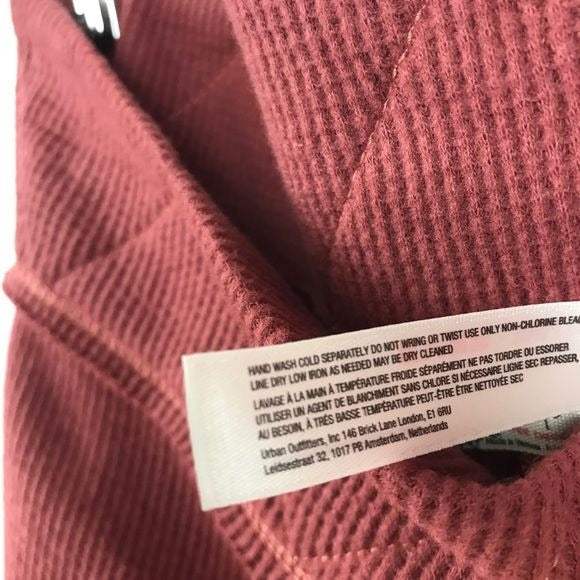 HAND WASH COLD SEPARATELY DO NOT WRING OR TWIST USE ONLY NON-CHLORINE BLEAC
LINE DRY LOW IRON AS NEEDED MAY BE DRY CLEANED
LAVAGE À LA MAIN À TEMPÉRATURE FROIDE SÉPARÉMENT NE PAS TORDRE OU ESSORER
UTILISER UN AGENT DE BLANCHIMENT SANS CHLORE SI NÉCESSAIRE LIGNE SEC REPASSER,
AU BESOIN, À TRÈS BASSE TEMPÉRATURE PEUT-ÊTRE ÊTRE NETTOYÉ SEC
Urban Outfitters, Inc 146 Brick Lane London, E1 6RU
Leidsestraat 32, 1017 PB Amsterdam, Netherlands